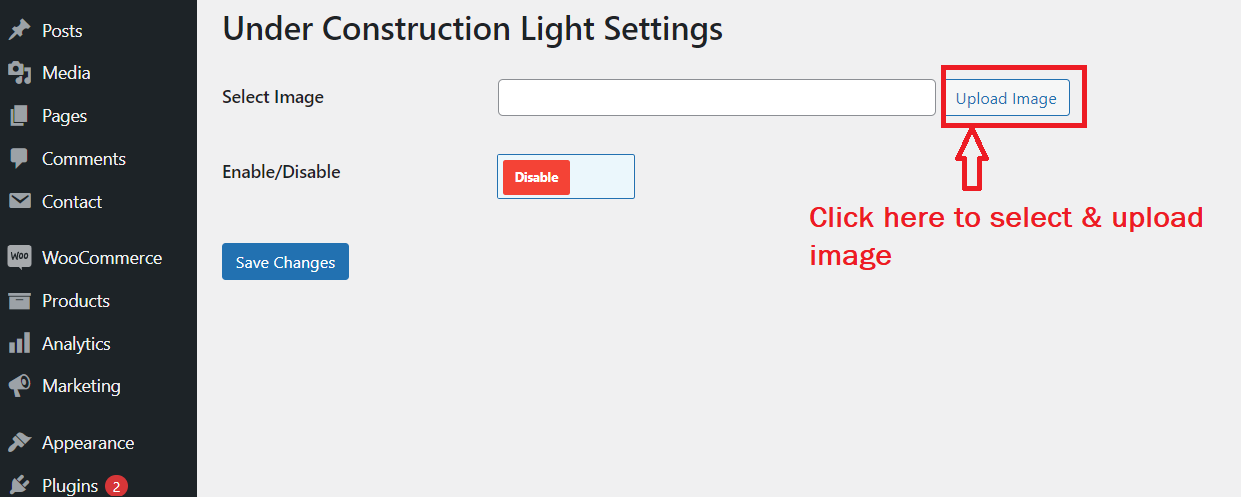 Posts
Media
Pages
Comments
Contact
Woo WooCommerce
Products
Analytics
Marketing
Appearance
Plugins 2
Under Construction Light Settings
Select Image
Upload Image
Enable/Disable
Disable
Click here to select & upload
image
Save Changes